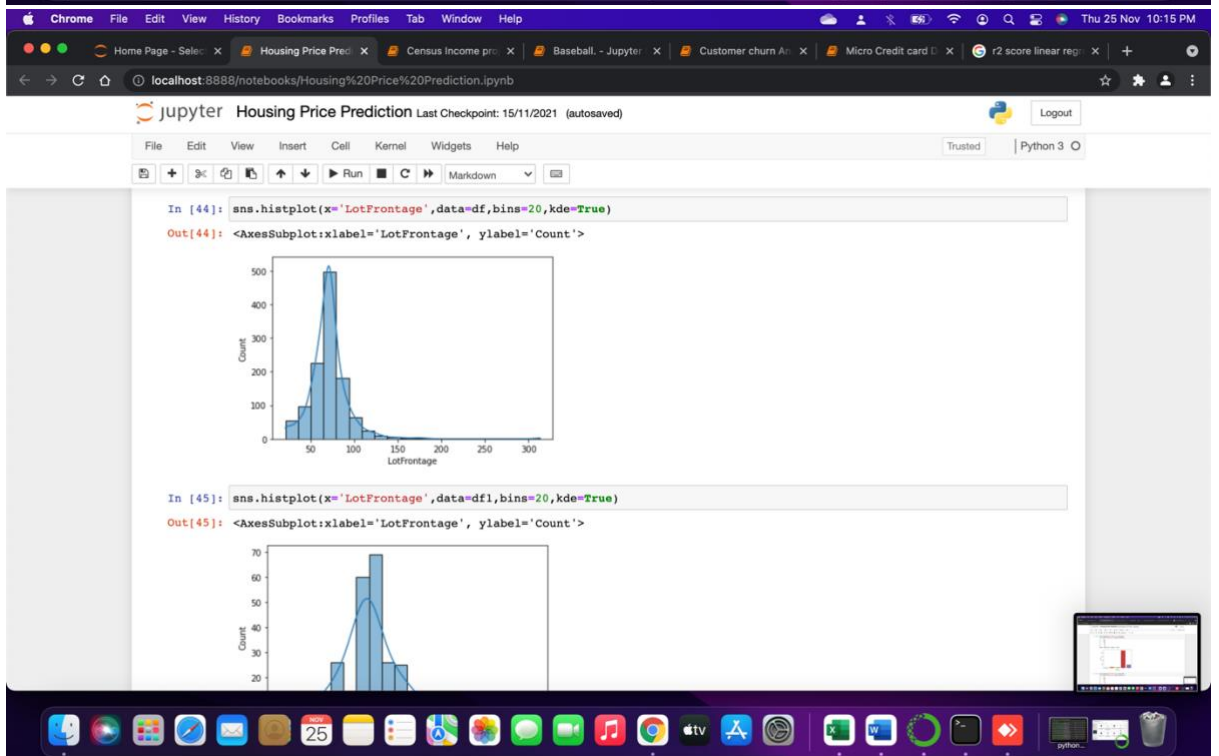 Chrome File Edit View History Bookmarks Profiles Tab Window Help Thu 25 Nov 10:15 PM
Home Page - Selec Housing Price Pred Census Income pro Baseball. - Jupyter Customer churn An Micro Credit card D r2 score linear regr
localhost:8888/notebooks/Housing%20Price%20Prediction.ipynb
jupyter Housing Price Prediction Last Checkpoint: 15/11/2021 (autosaved) Logout
File Edit View Insert Cell Kernel Widgets Help Trusted Python 3
Run Markdown
In [44]: sns.histplot(x='LotFrontage',data=df,bins=20,kde=True)
Out[44]: <AxesSubplot:xlabel='LotFrontage', ylabel='Count'>
500
400
300
200
100
0
Count
50 100 150 200 250 300
LotFrontage
In [45]: sns.histplot(x='LotFrontage',data=df1,bins=20,kde=True)
Out[45]: <AxesSubplot:xlabel='LotFrontage', ylabel='Count'>
70
60
50
40
30
20
Count
NOV
25
tv
python...